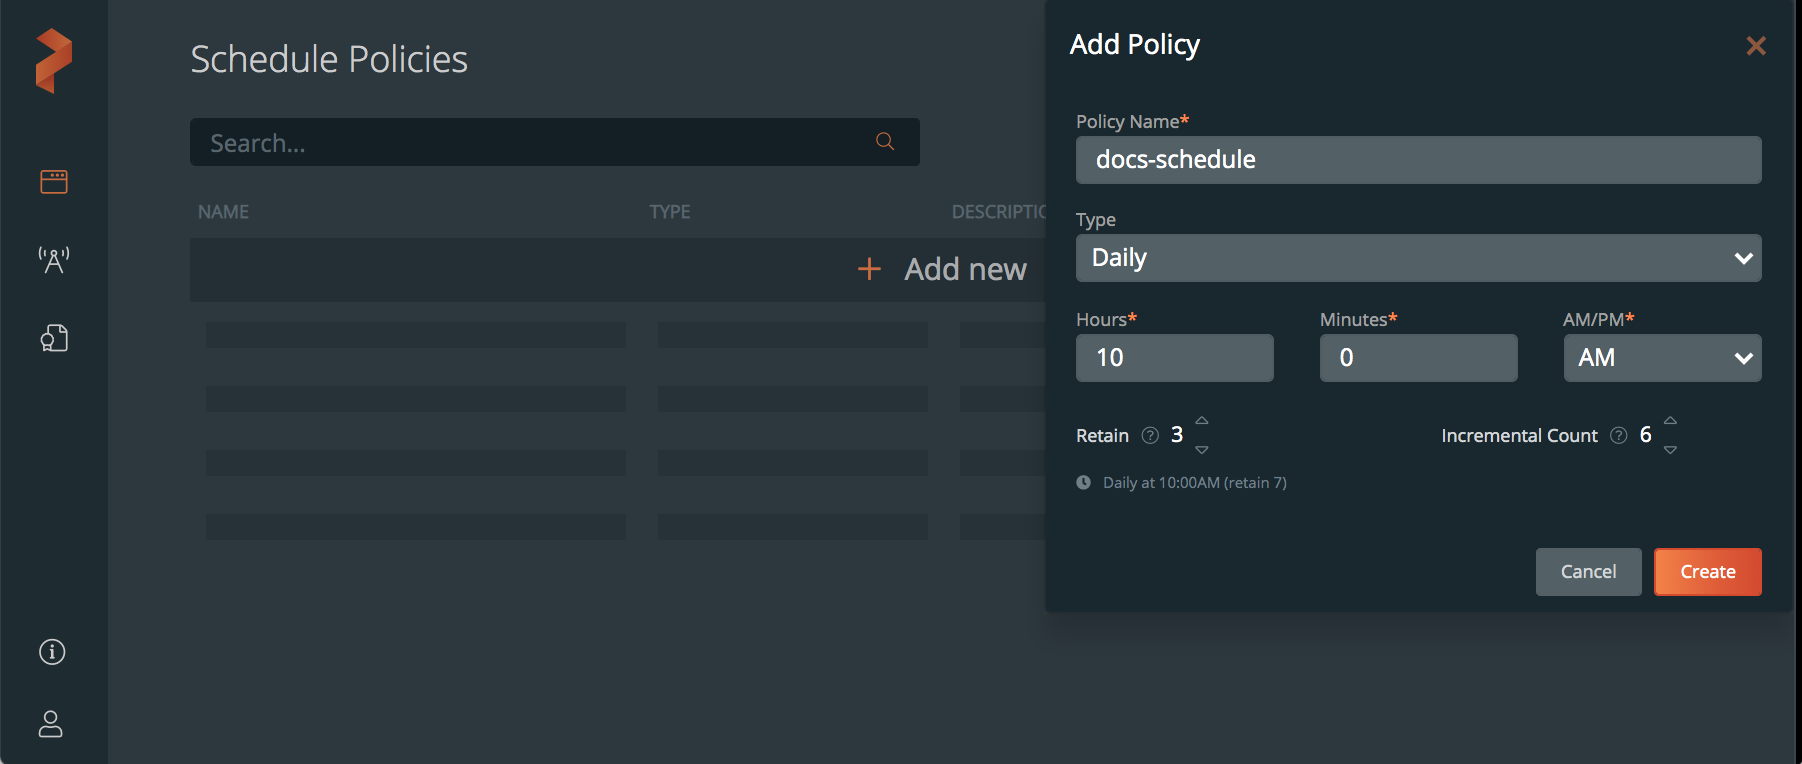 Schedule Policies
Search...
NAME TYPE DESCRIPTIO
+ Add new
Add Policy
Policy Name*
docs-schedule
Type
Daily
Hours* Minutes* AM/PM*
10 0 AM
Retain ? 3 Incremental Count ? 6
Daily at 10:00AM (retain 7)
Cancel Create